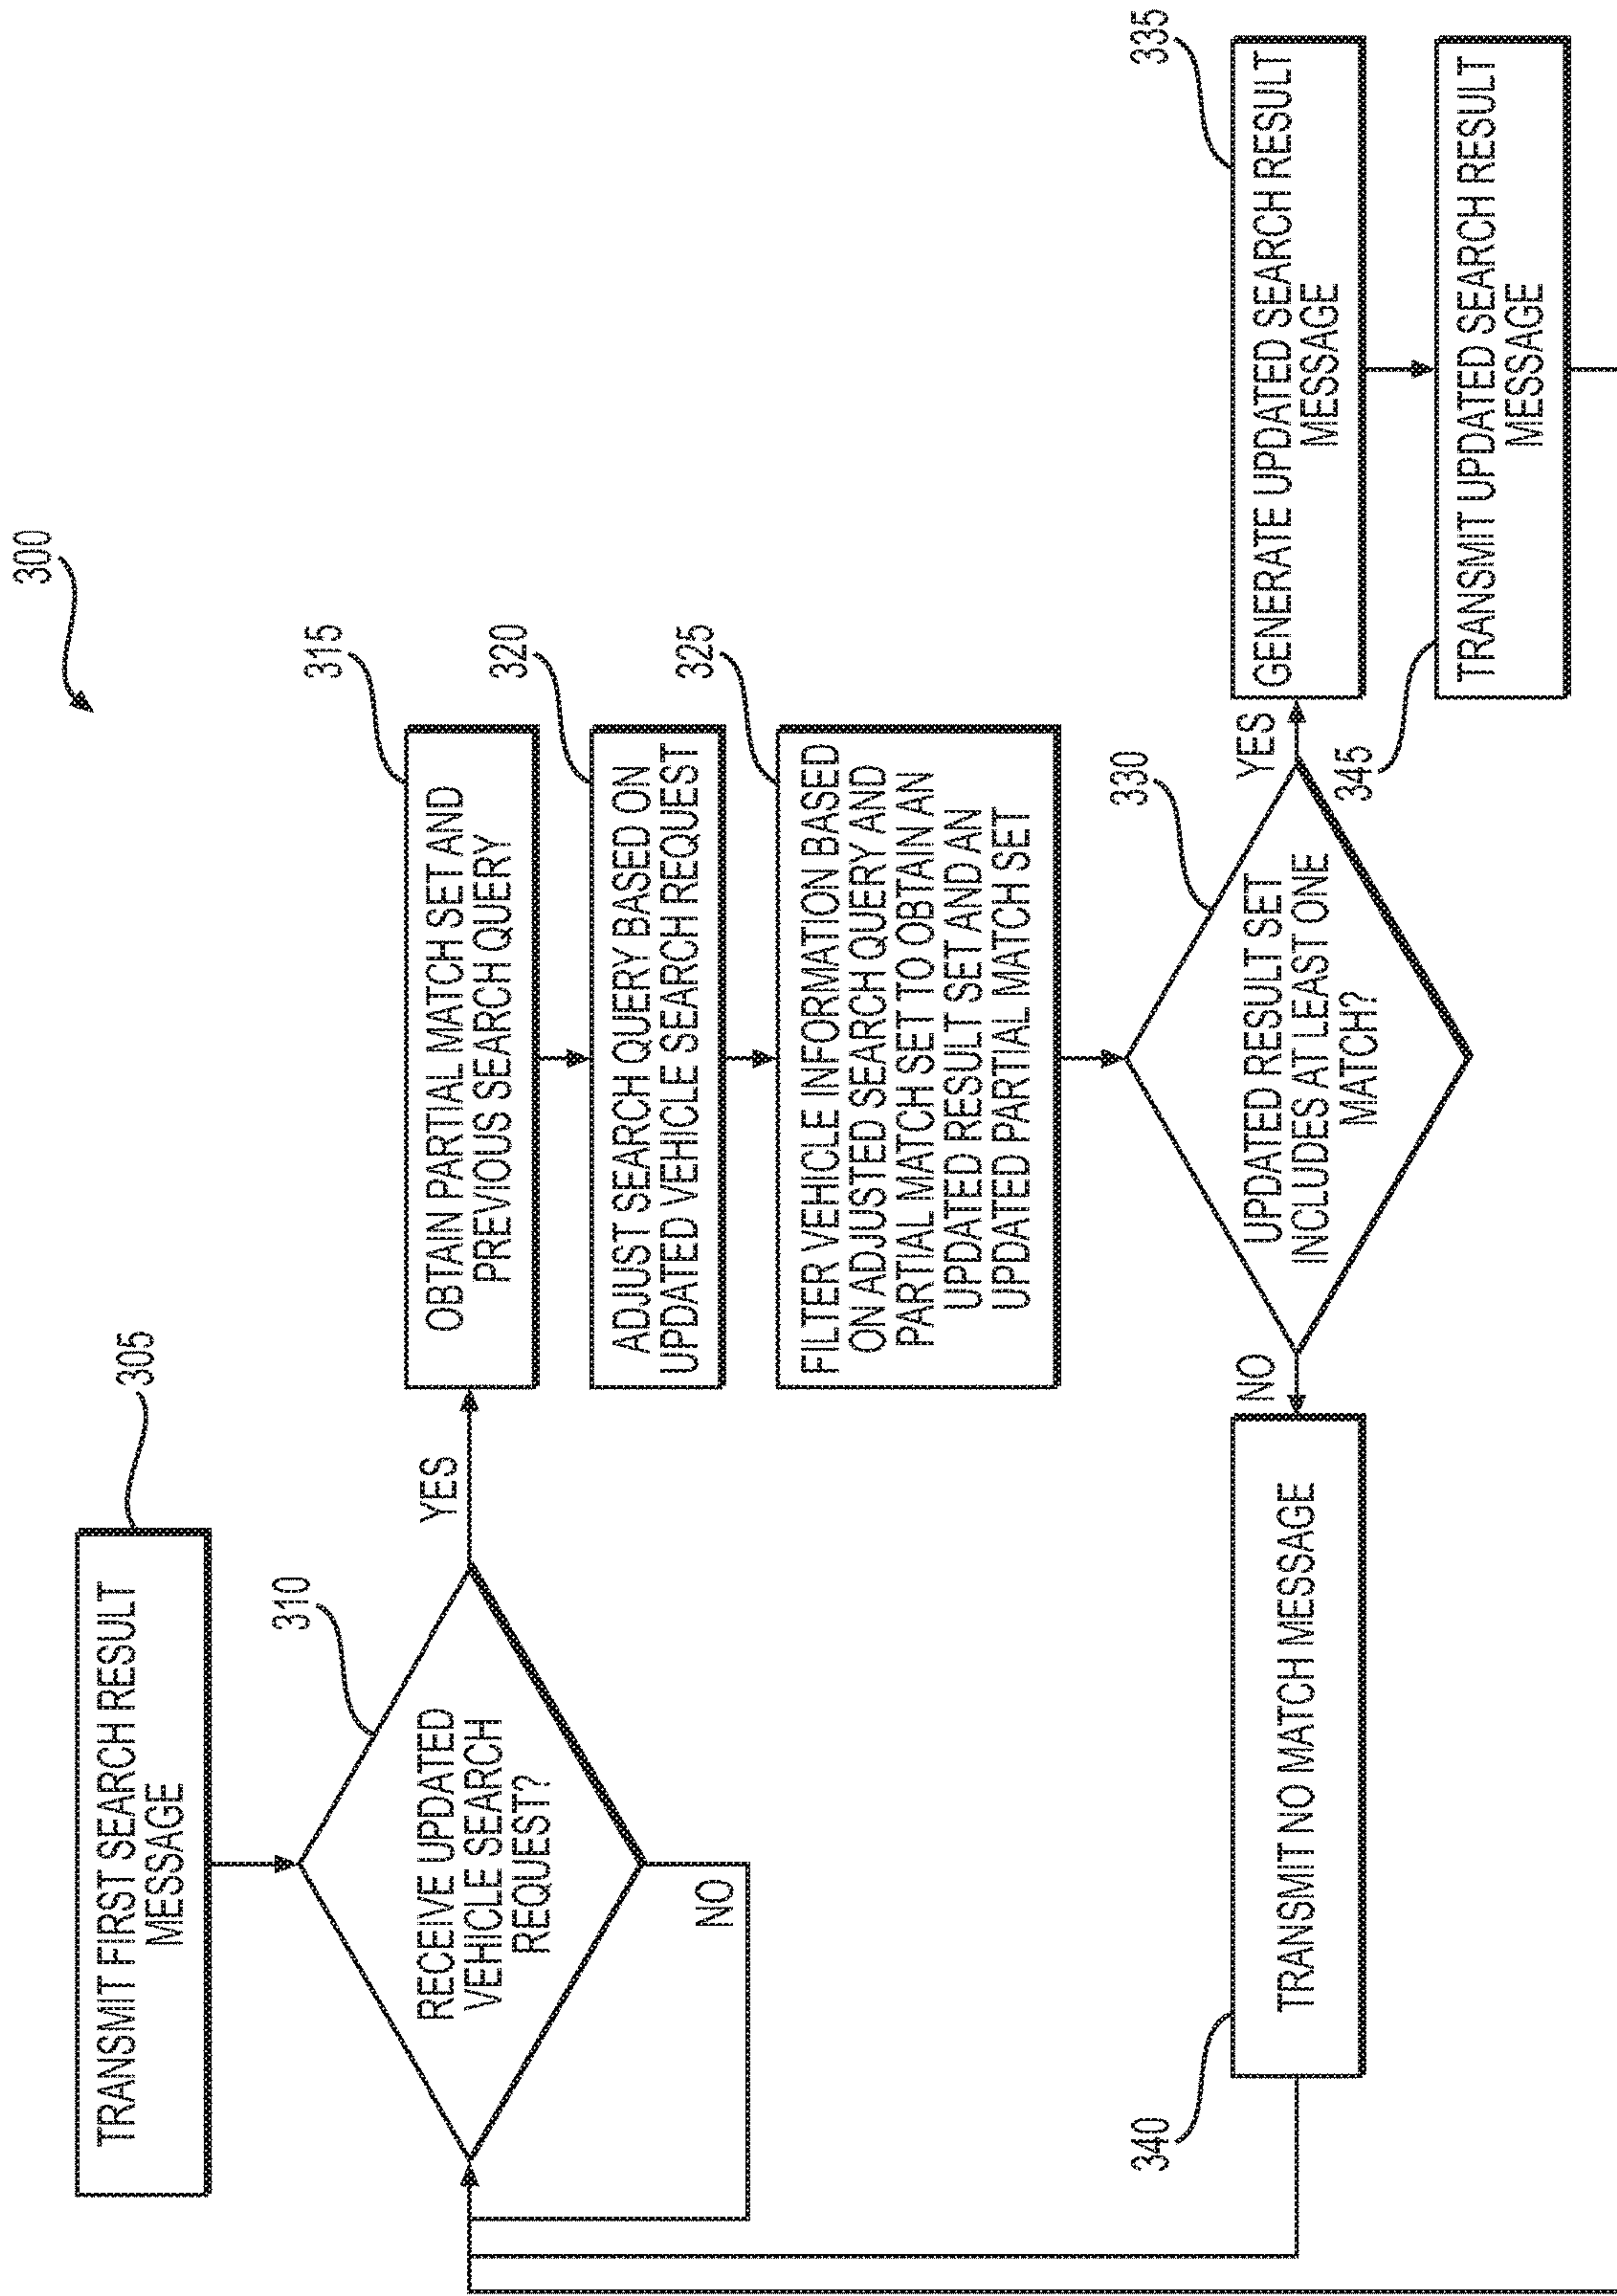 300
305
TRANSMIT FIRST SEARCH RESULT
MESSAGE
310
RECEIVE UPDATED
VEHICLE SEARCH
REQUEST?
YES
NO
315
OBTAIN PARTIAL MATCH SET AND
PREVIOUS SEARCH QUERY
320
ADJUST SEARCH QUERY BASED ON
UPDATED VEHICLE SEARCH REQUEST
325
FILTER VEHICLE INFORMATION BASED
ON ADJUSTED SEARCH QUERY AND
PARTIAL MATCH SET TO OBTAIN AN
UPDATED RESULT SET AND AN
UPDATED PARTIAL MATCH SET
330
UPDATED RESULT SET
INCLUDES AT LEAST ONE
MATCH?
NO
YES
340
TRANSMIT NO MATCH MESSAGE
335
GENERATE UPDATED SEARCH RESULT
MESSAGE
345
TRANSMIT UPDATED SEARCH RESULT
MESSAGE